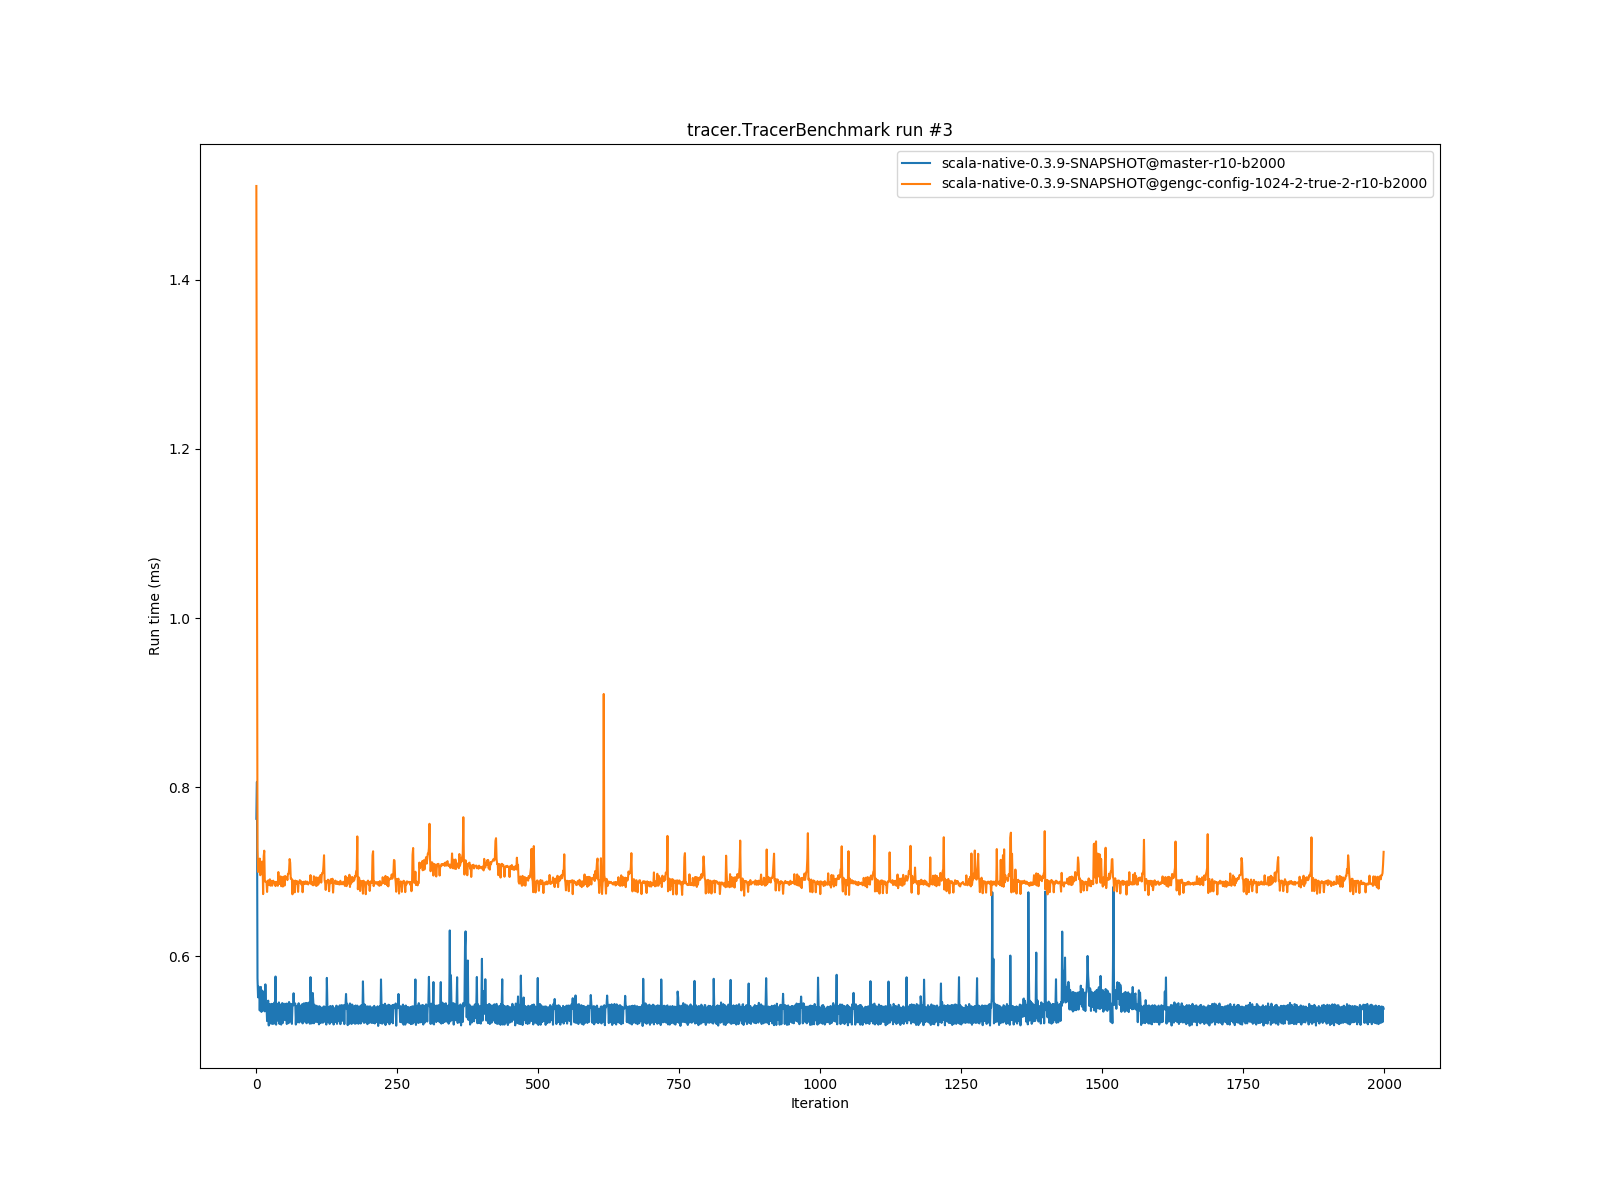 tracer.TracerBenchmark run #3
scala-native-0.3.9-SNAPSHOT@master-r10-b2000
scala-native-0.3.9-SNAPSHOT@gengc-config-1024-2-true-2-r10-b2000
Run time (ms)
1.4
1.2
1.0
0.8
0.6
0 250 500 750 1000 1250 1500 1750 2000
Iteration